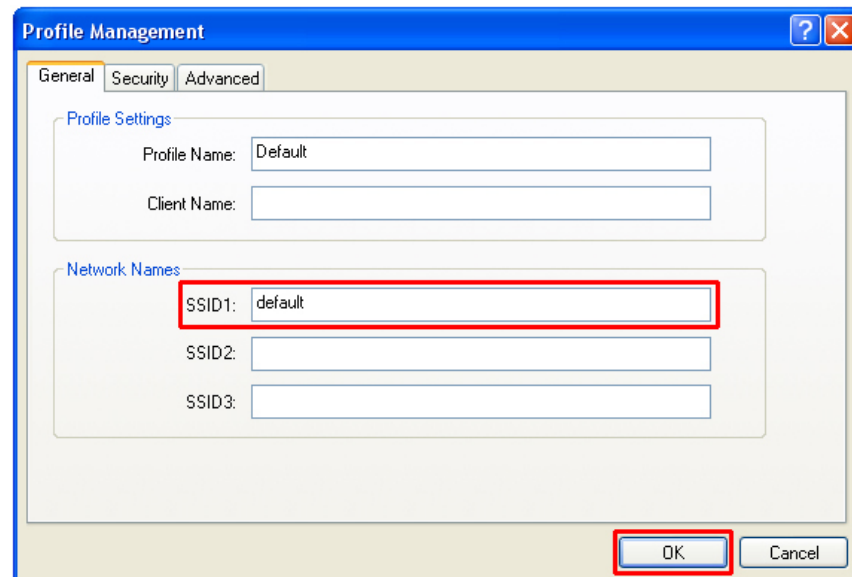 Profile Management
?
General Security Advanced
Profile Settings
Profile Name: Default
Client Name:
Network Names
SSID1: default
SSID2:
SSID3:
OK Cancel